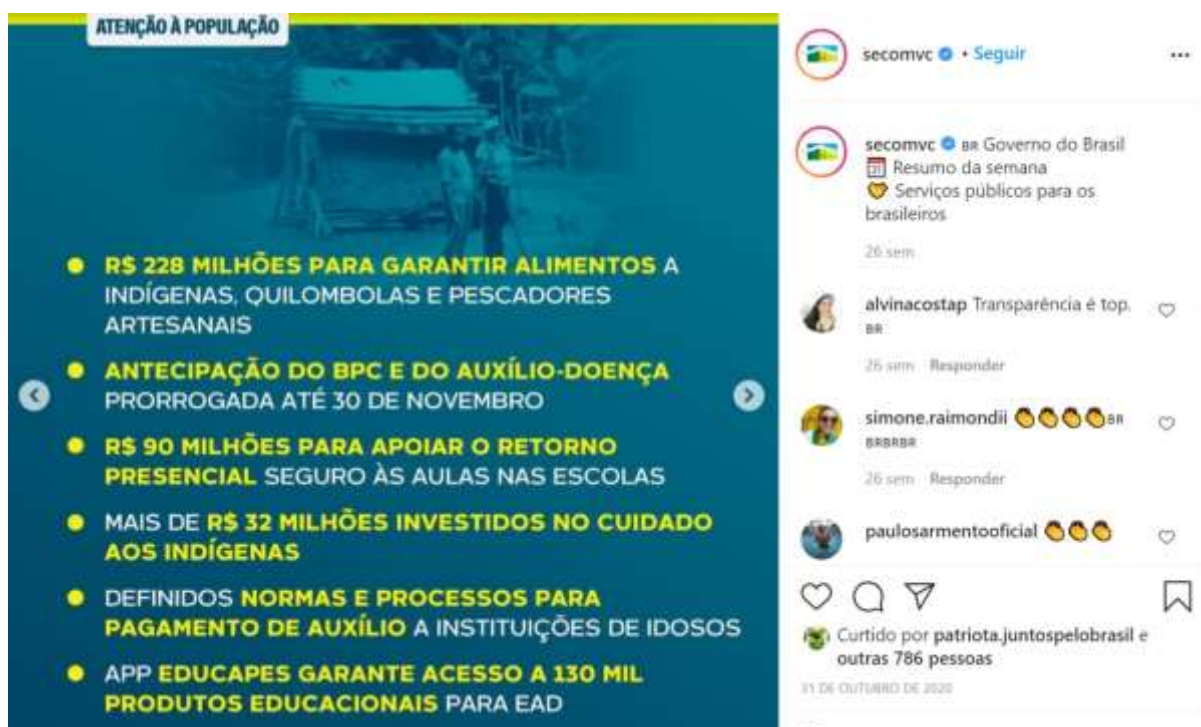 ATENÇÃO À POPULAÇÃO
R$ 228 MILHÕES PARA GARANTIR ALIMENTOS A
INDÍGENAS, QUILOMBOLAS E PESCADORES
ARTESANAIS
ANTECIPAÇÃO DO BPC E DO AUXÍLIO-DOENÇA
PRORROGADA ATÉ 30 DE NOVEMBRO
R$ 90 MILHÕES PARA APOIAR O RETORNO
PRESENCIAL SEGURO ÀS AULAS NAS ESCOLAS
MAIS DE R$ 32 MILHÕES INVESTIDOS NO CUIDADO
AOS INDÍGENAS
DEFINIDOS NORMAS E PROCESSOS PARA
PAGAMENTO DE AUXÍLIO A INSTITUIÇÕES DE IDOSOS
APP EDUCAPES GARANTE ACESSO A 130 MIL
PRODUTOS EDUCACIONAIS PARA EAD
secomvc • Seguir
secomvc BR Governo do Brasil
Resumo da semana
Serviços públicos para os
brasileiros
26 sem
alvinacostap Transparência é top.
BR
26 sem Responder
simone.raimondii BR
BRBRBR
26 sem Responder
paulosarmentooficial
Curtido por patriota.juntospelobrasil e
outras 786 pessoas
31 DE OUTUBRO DE 2020